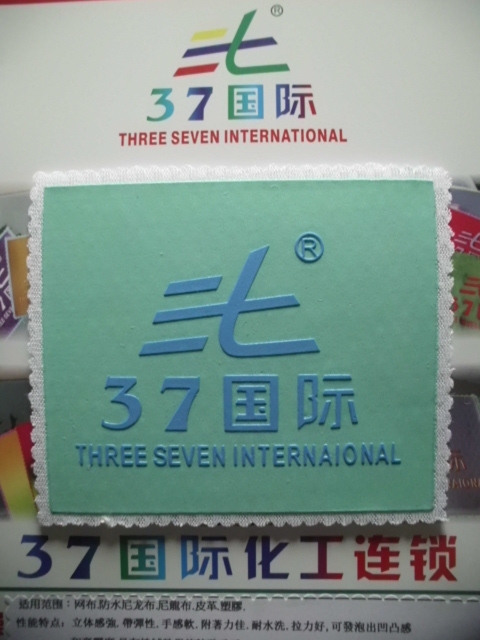 ®
37国际
THREE SEVEN INTERNATIONAL
®
37国际
THREE SEVEN INTERNAIONAL
37国际化工连锁
适用范围：网布.防水尼龙布.尼龍布.皮革.塑膠.
性能特点：立体感強.帶彈性.手感軟.附著力佳.耐水洗.拉力好,可發泡出凹凸感